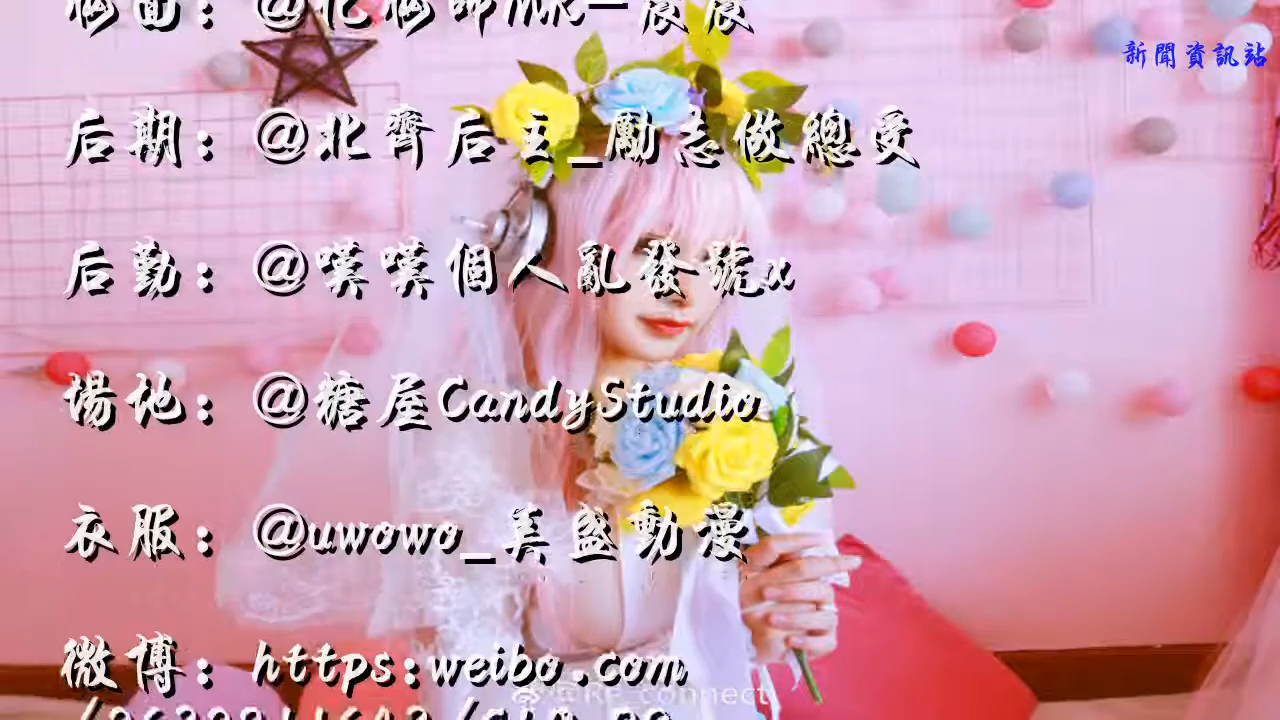 新聞資訊站
後期：@北齊后主_勵志做總受
后勤：@嘆嘆個人亂發號x
場地：@糖屋CandyStudio
衣服：@uwowo_美盛動漫
微博：https:weibo.com